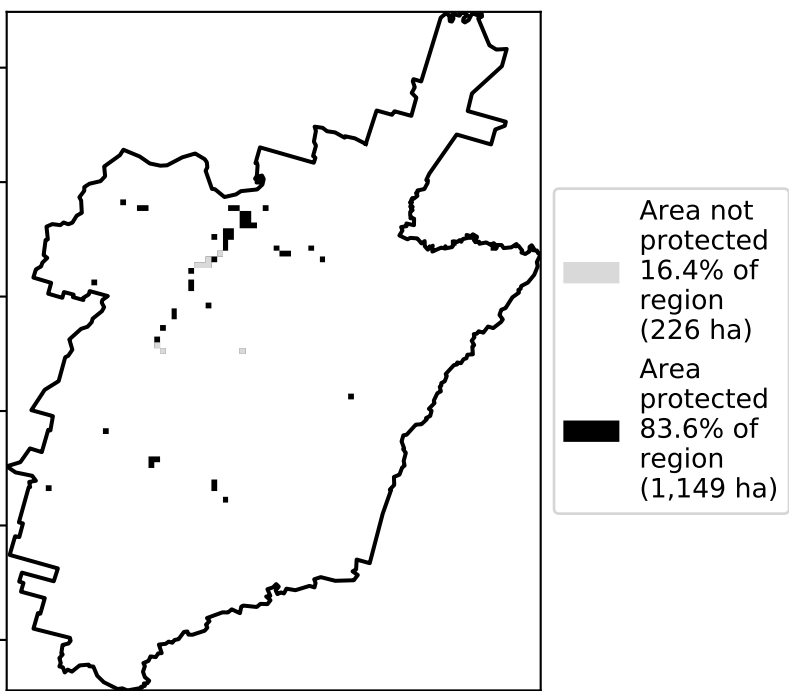 Area not
protected
16.4% of
region
(226 ha)
Area
protected
83.6% of
region
(1,149 ha)